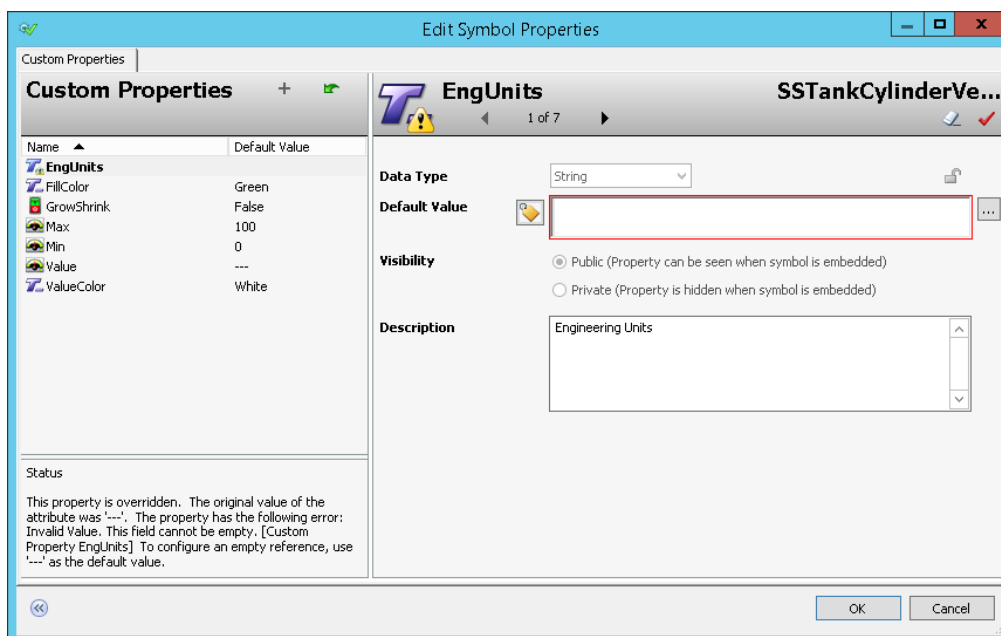 Edit Symbol Properties
Custom Properties
Custom Properties
Name Default Value
EngUnits
FillColor Green
GrowShrink False
Max 100
Min 0
Value ---
ValueColor White
Status
This property is overridden. The original value of the
attribute was '---'. The property has the following error:
Invalid Value. This field cannot be empty. [Custom
Property EngUnits] To configure an empty reference, use
'---' as the default value.
EngUnits SSTankCylinderVe...
1 of 7
Data Type String
Default Value ...
Visibility Public (Property can be seen when symbol is embedded)
Private (Property is hidden when symbol is embedded)
Description Engineering Units
OK Cancel